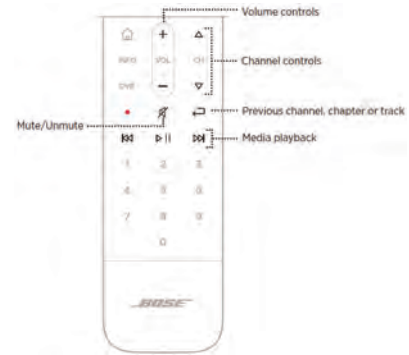 Volume controls
+
INFO VOL CH
Channel controls
DVR −
Previous channel, chapter or track
Mute/Unmute
Media playback
1 2 3
4 5 6
7 8 9
0
BOSE